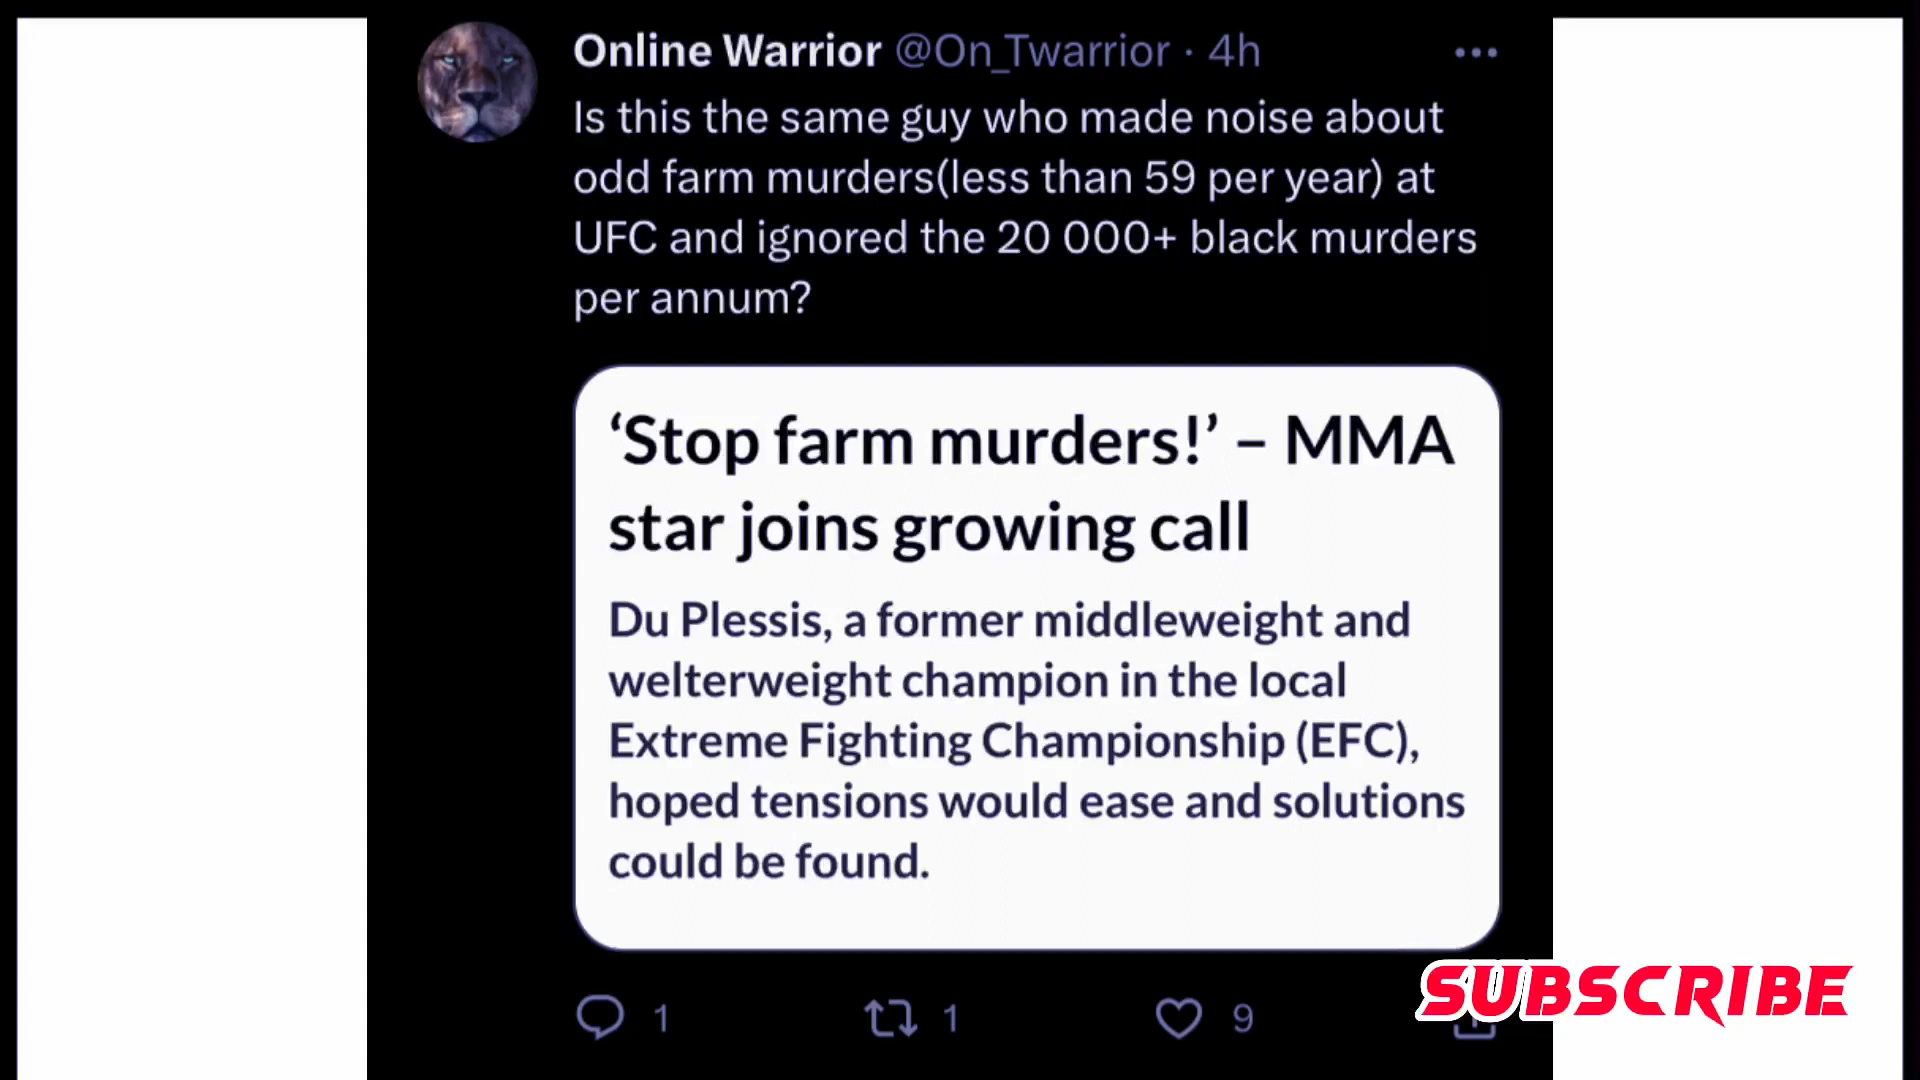 Online Warrior @On_Twarrior · 4h
Is this the same guy who made noise about
odd farm murders(less than 59 per year) at
UFC and ignored the 20 000+ black murders
per annum?
‘Stop farm murders!’ – MMA
star joins growing call
Du Plessis, a former middleweight and
welterweight champion in the local
Extreme Fighting Championship (EFC),
hoped tensions would ease and solutions
could be found.
1 1 9
SUBSCRIBE